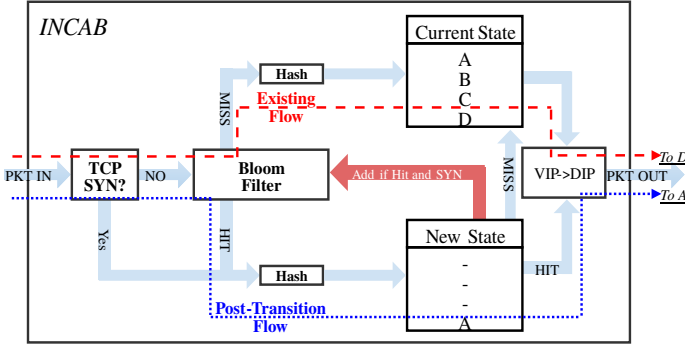 INCAB
Current State
A
B
C
D
Hash
MISS
Existing
Flow
PKT IN
TCP
SYN?
NO
Bloom
Filter
Add if Hit and SYN
MISS
VIP->DIP
To D
PKT OUT
To A
Yes
HIT
New State
-
-
-
A
Hash
HIT
Post-Transition
Flow